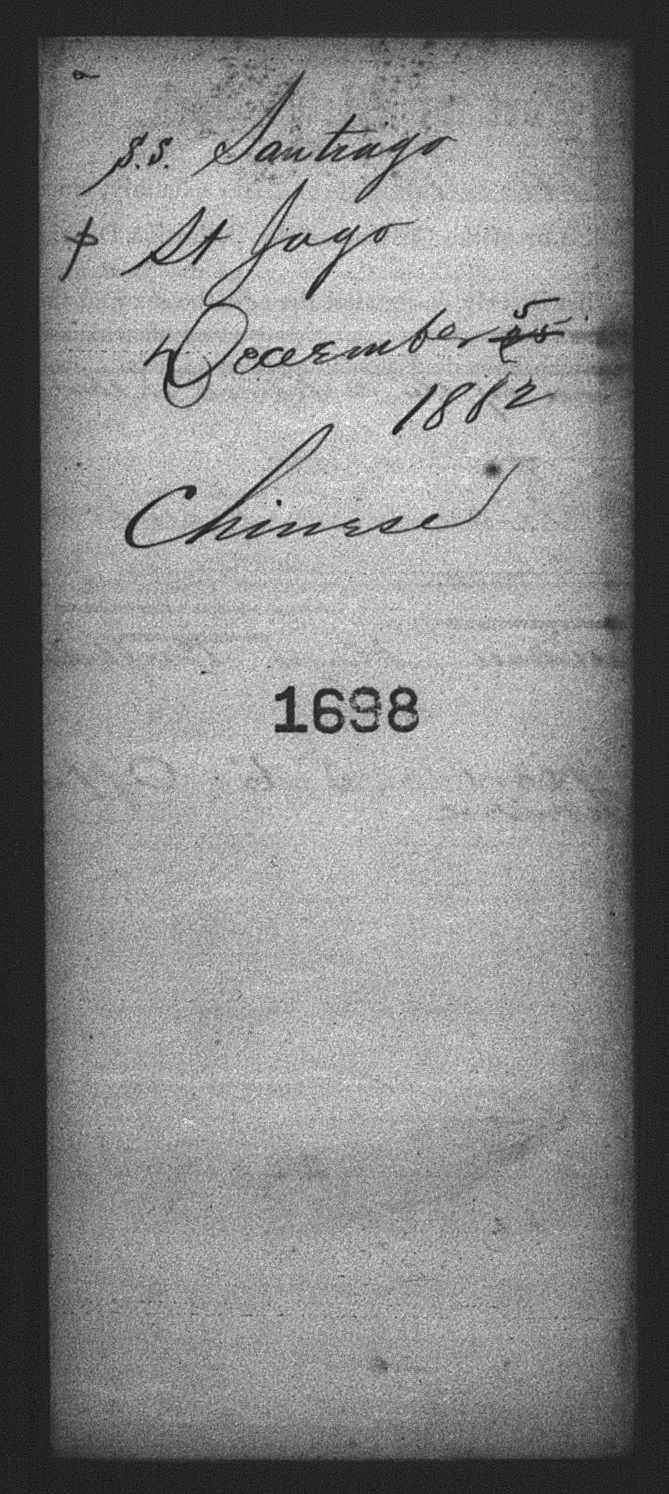 S.S. Santiago
St Jago
December 5
1882
Chinese
1698